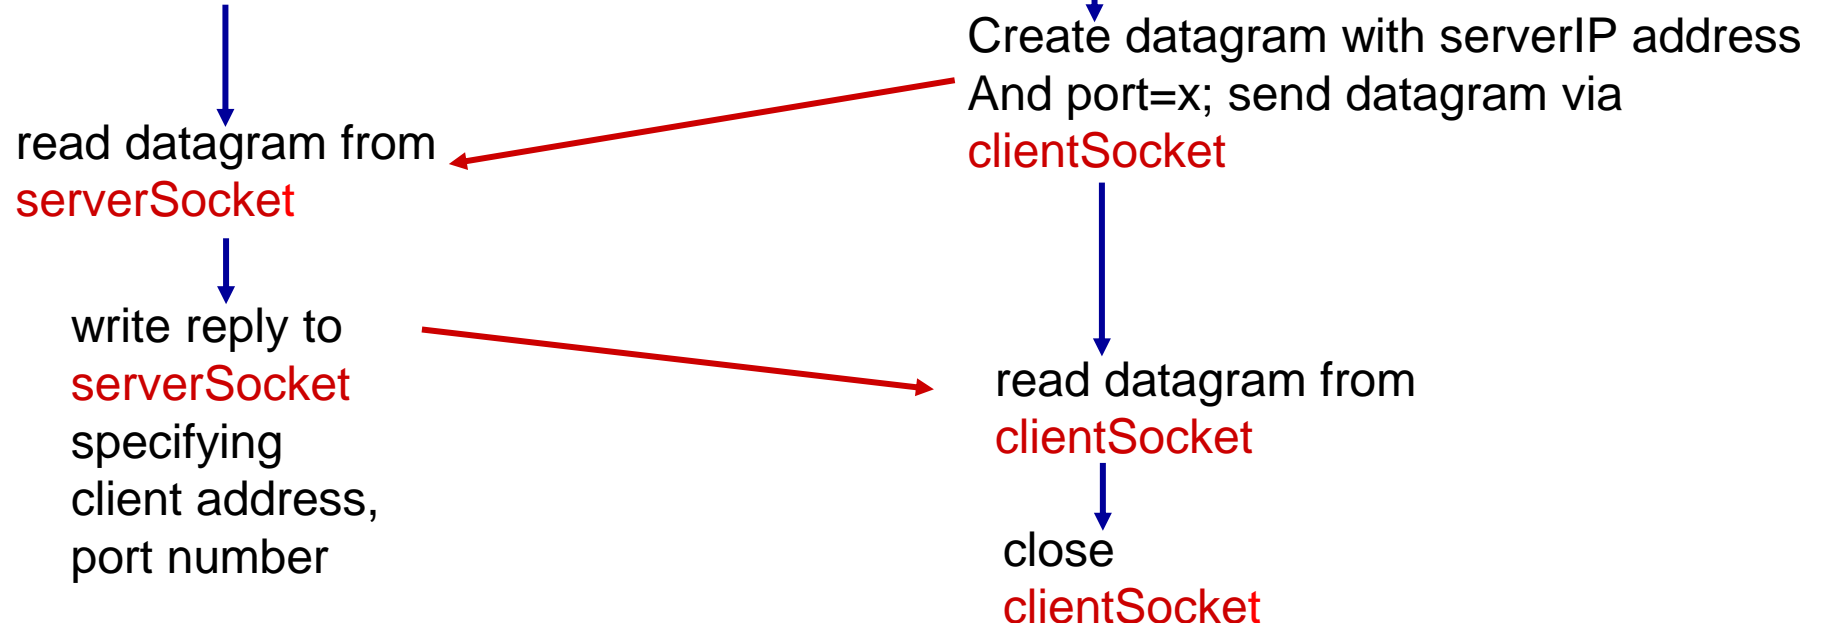 Create datagram with serverIP address
And port=x; send datagram via
clientSocket
read datagram from
serverSocket
write reply to
serverSocket
specifying
client address,
port number
read datagram from
clientSocket
close
clientSocket